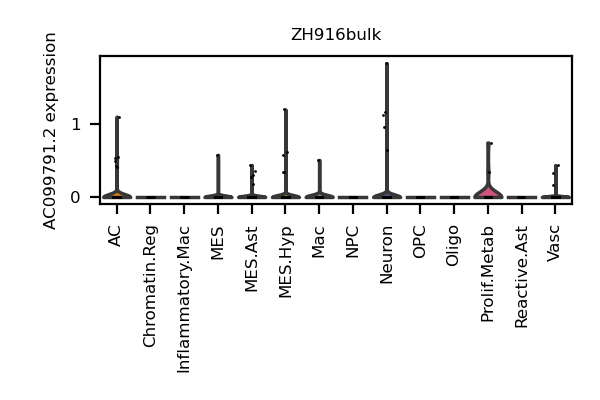 ZH916bulk
AC099791.2 expression
1
0
AC
Chromatin.Reg
Inflammatory.Mac
MES
MES.Ast
MES.Hyp
Mac
NPC
Neuron
OPC
Oligo
Prolif.Metab
Reactive.Ast
Vasc